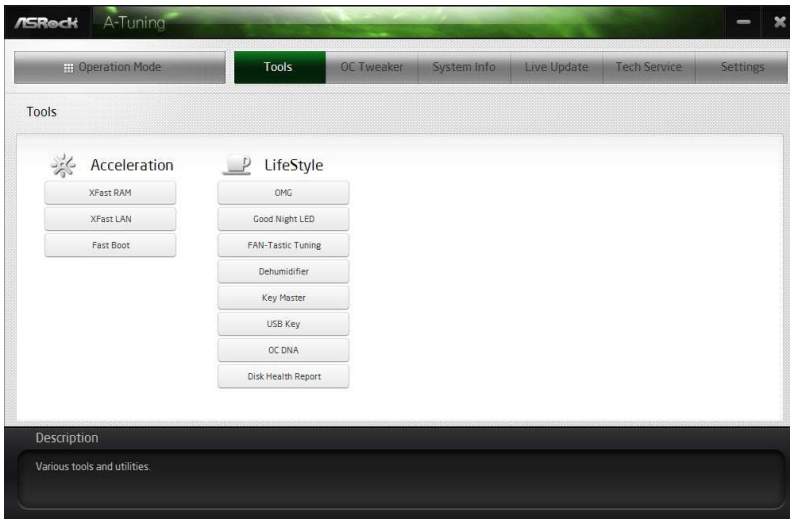 ASRock A-Tuning
Operation Mode Tools OC Tweaker System Info Live Update Tech Service Settings
Tools
Acceleration
XFast RAM
XFast LAN
Fast Boot
LifeStyle
OMG
Good Night LED
FAN-Tastic Tuning
Dehumidifier
Key Master
USB Key
OC DNA
Disk Health Report
Description
Various tools and utilities.